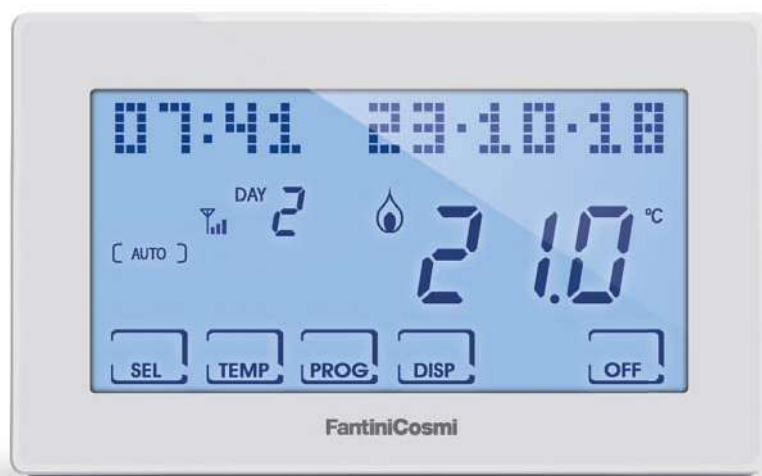 07:41 23·10·18
DAY 2
21.0 °C
[ AUTO ]
SEL TEMP PROG DISP OFF
FantiniCosmi